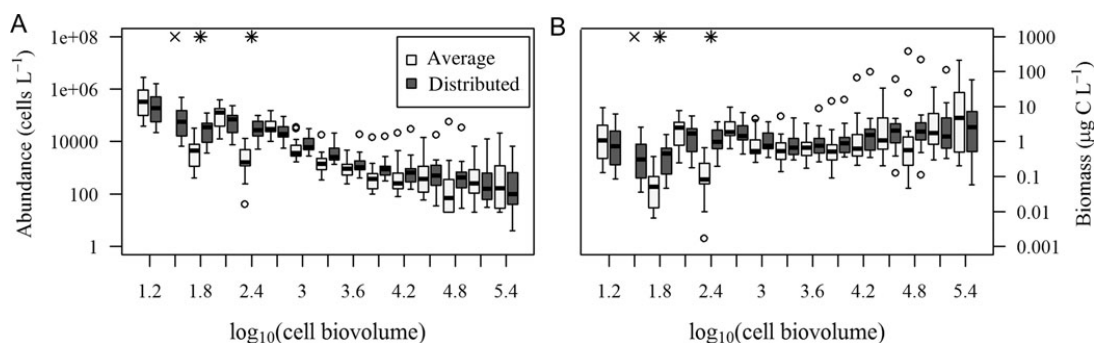 A
Abundance (cells L⁻¹)
1e+08
1e+06
10000
100
1
× * *
Average
Distributed
1.2 1.8 2.4 3 3.6 4.2 4.8 5.4
log₁₀(cell biovolume)
B
× * *
1000
100
10
1
0.1
0.01
0.001
Biomass (µg C L⁻¹)
1.2 1.8 2.4 3 3.6 4.2 4.8 5.4
log₁₀(cell biovolume)